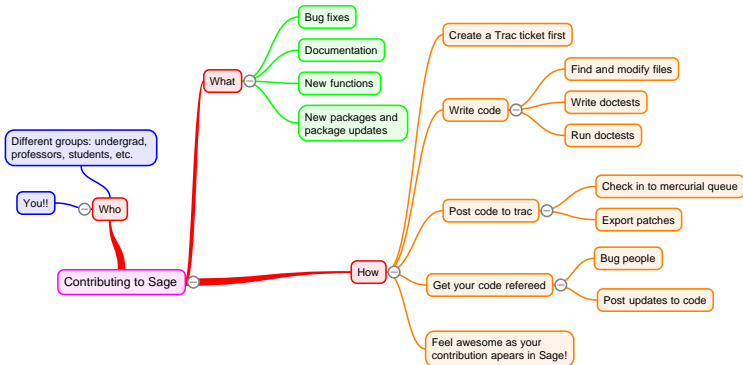 Contributing to Sage
Who
Different groups: undergrad,
professors, students, etc.
You!!
What
Bug fixes
Documentation
New functions
New packages and
package updates
How
Create a Trac ticket first
Write code
Find and modify files
Write doctests
Run doctests
Post code to trac
Check in to mercurial queue
Export patches
Get your code refereed
Bug people
Post updates to code
Feel awesome as your
contribution apears in Sage!